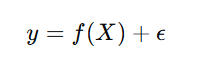 y = f(X) + ϵ